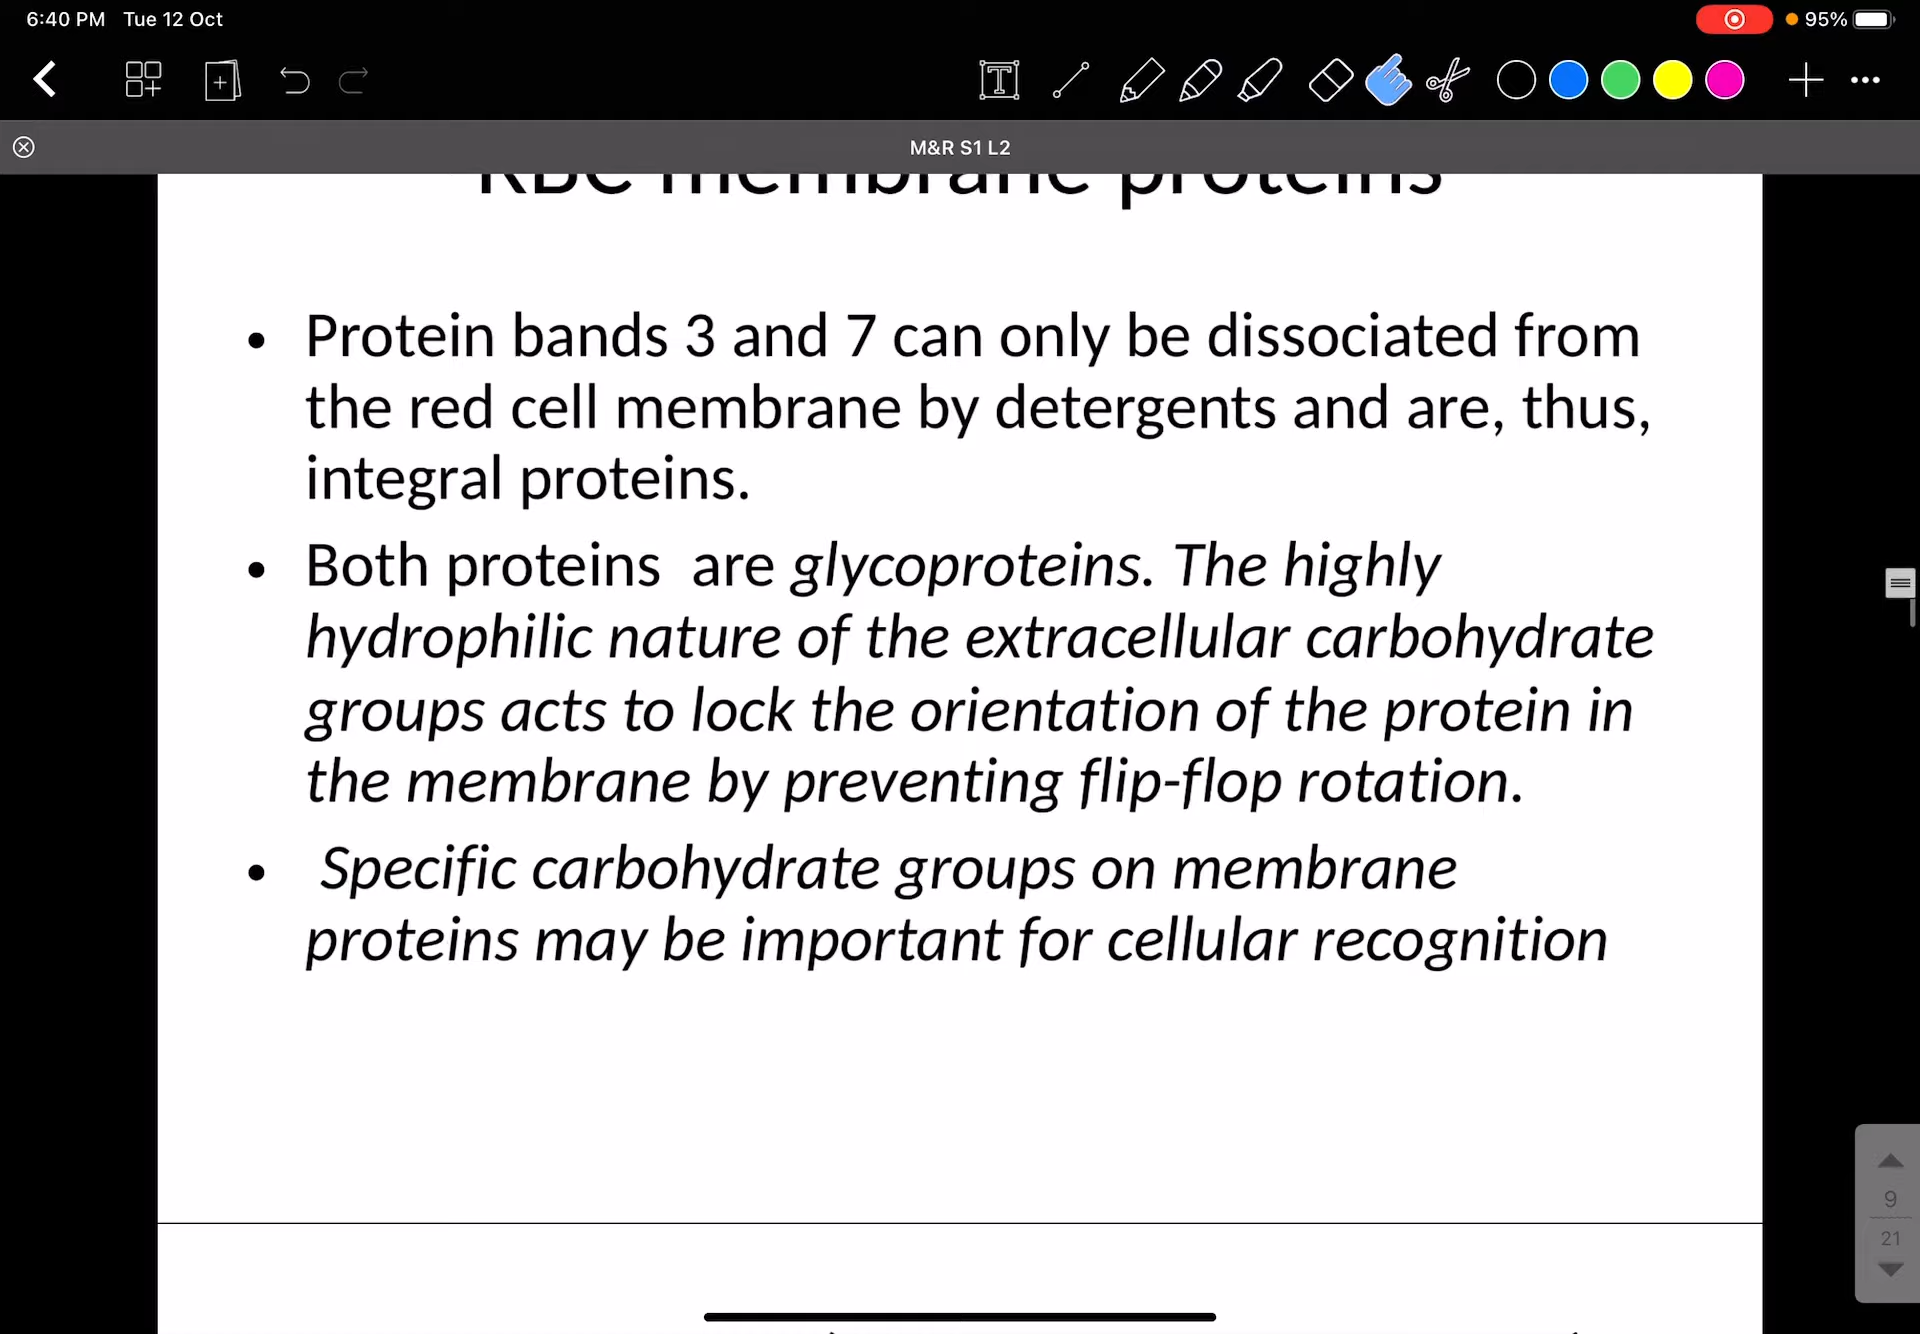 6:40 PM Tue 12 Oct
95%
T
M&R S1 L2
RBC membrane proteins
• Protein bands 3 and 7 can only be dissociated from
the red cell membrane by detergents and are, thus,
integral proteins.
• Both proteins are glycoproteins. The highly
hydrophilic nature of the extracellular carbohydrate
groups acts to lock the orientation of the protein in
the membrane by preventing flip-flop rotation.
• Specific carbohydrate groups on membrane
proteins may be important for cellular recognition
9
21